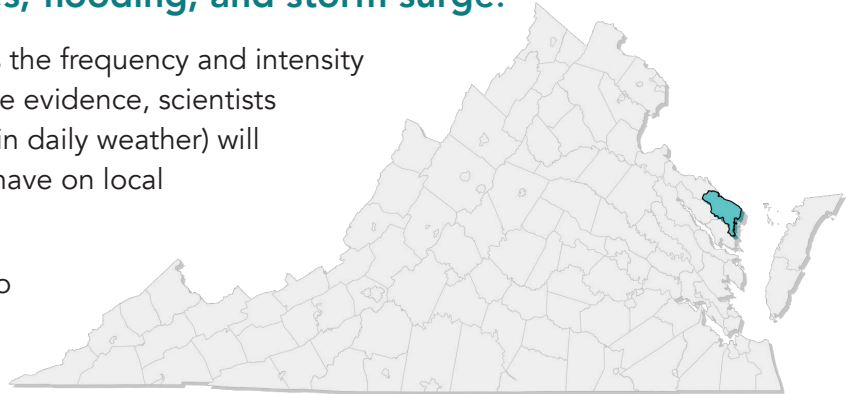 flooding, and storm surge.
the frequency and intensity
e evidence, scientists
in daily weather) will
have on local